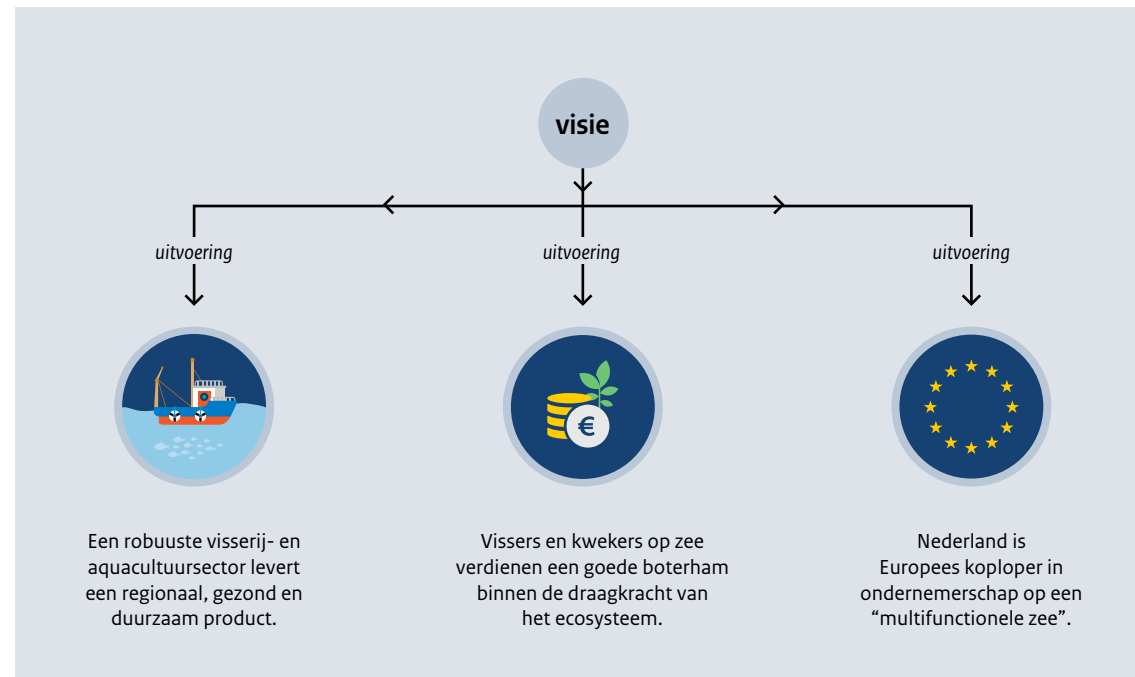 visie
uitvoering
uitvoering
uitvoering
€
Een robuuste visserij- en
aquacultuursector levert
een regionaal, gezond en
duurzaam product.
Vissers en kwekers op zee
verdienen een goede boterham
binnen de draagkracht van
het ecosysteem.
Nederland is
Europees koploper in
ondernemerschap op een
“multifunctionele zee”.